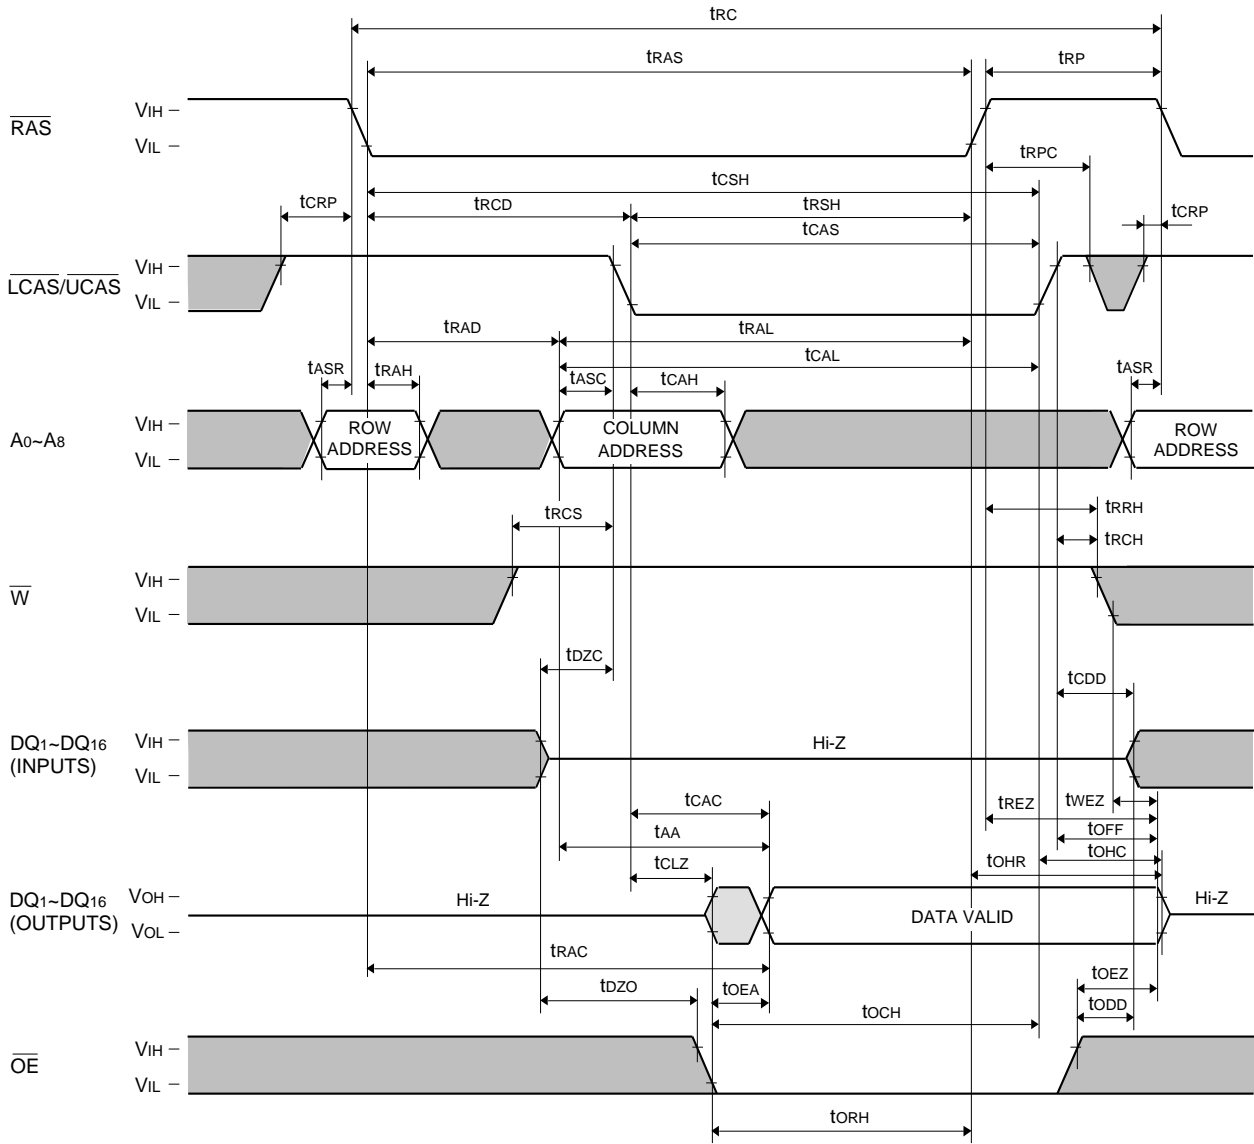 tRC
tRAS
tRP
RAS
VIH
VIL
tRPC
tCSH
tCRP
tRCD
tRSH
tCRP
tCAS
LCAS/UCAS
VIH
VIL
tRAD
tRAL
tCAL
tASR
tRAH
tASC
tCAH
tASR
A0~A8
VIH
VIL
ROW
ADDRESS
COLUMN
ADDRESS
ROW
ADDRESS
tRCS
tRRH
tRCH
W
VIH
VIL
tDZC
tCDD
DQ1~DQ16
(INPUTS)
VIH
VIL
Hi-Z
tCAC
tREZ
tWEZ
tAA
tOFF
tCLZ
tOHR
tOHC
DQ1~DQ16
(OUTPUTS)
VOH
VOL
Hi-Z
DATA VALID
Hi-Z
tRAC
tDZO
tOEA
tOEZ
tOCH
tODD
OE
VIH
VIL
tORH